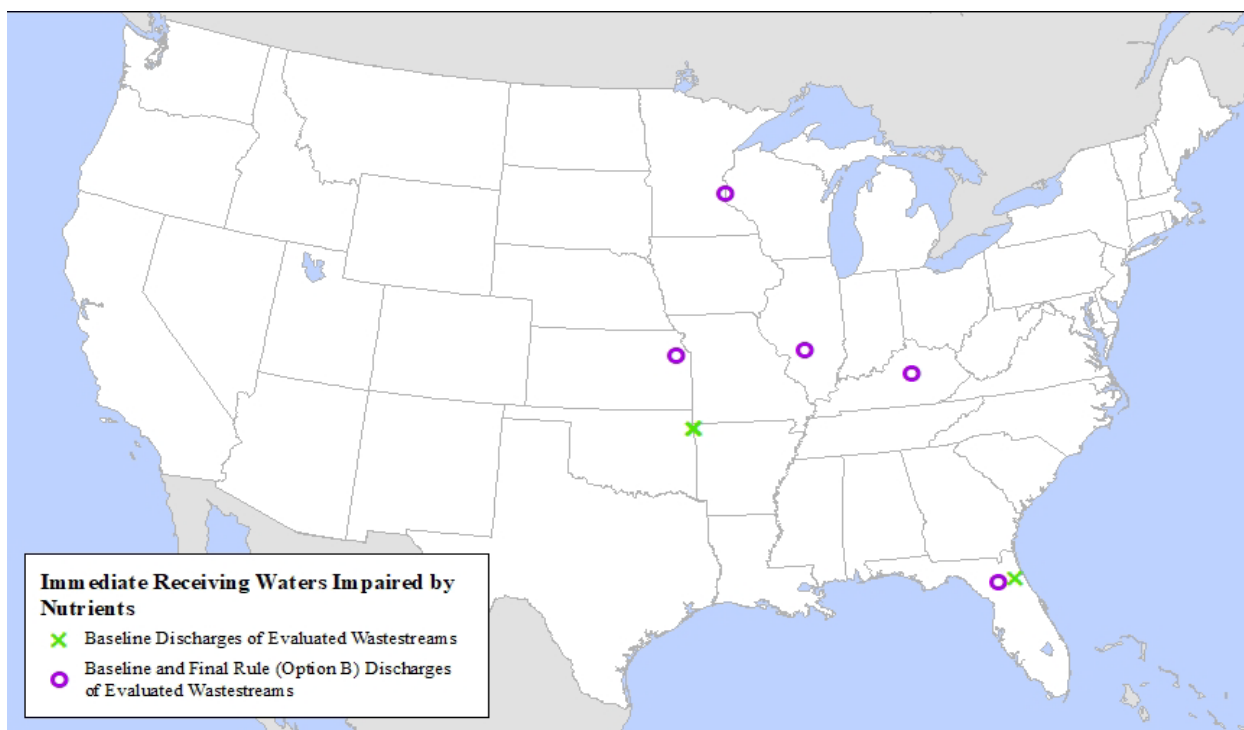 Immediate Receiving Waters Impaired by
Nutrients
Baseline Discharges of Evaluated Wastestreams
Baseline and Final Rule (Option B) Discharges
of Evaluated Wastestreams